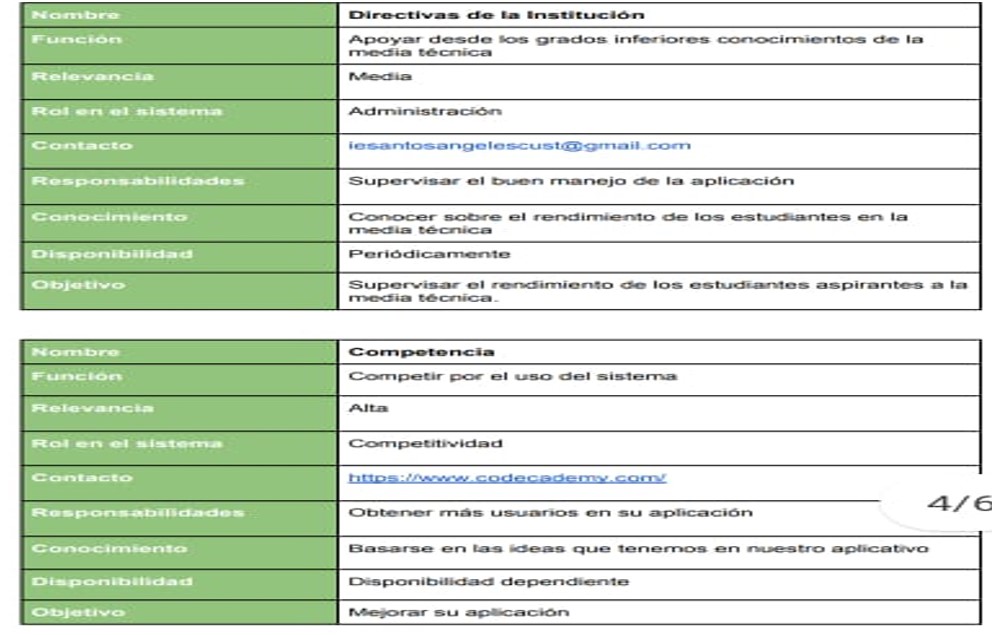 Nombre Directivas de la Institución
Función Apoyar desde los grados inferiores conocimientos de la
media técnica
Relevancia Media
Rol en el sistema Administración
Contacto iesantosangelescust@gmail.com
Responsabilidades Supervisar el buen manejo de la aplicación
Conocimiento Conocer sobre el rendimiento de los estudiantes en la
media técnica
Disponibilidad Periódicamente
Objetivo Supervisar el rendimiento de los estudiantes aspirantes a la
media técnica.
Nombre Competencia
Función Competir por el uso del sistema
Relevancia Alta
Rol en el sistema Competitividad
Contacto https://www.codecademy.com/
4/6
Responsabilidades Obtener más usuarios en su aplicación
Conocimiento Basarse en las ideas que tenemos en nuestro aplicativo
Disponibilidad Disponibilidad dependiente
Objetivo Mejorar su aplicación